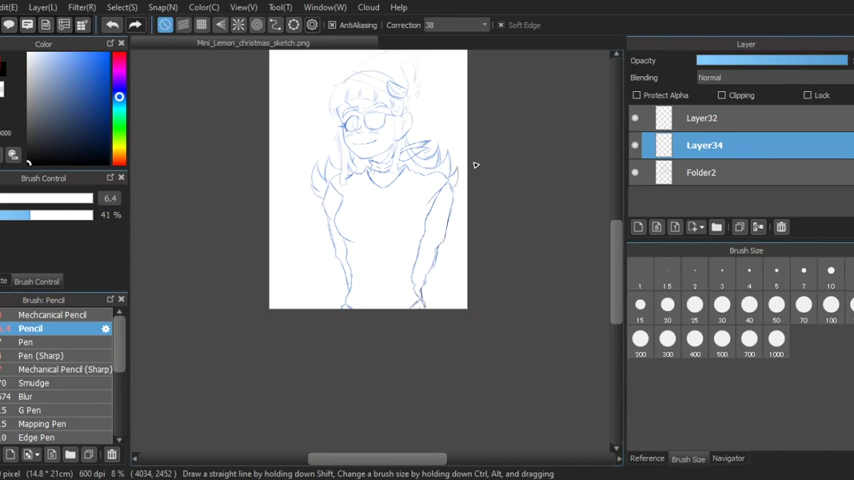 (E) Layer(L) Filter(R) Select(S) Snap(N) Color(C) View(V) Tool(T) Window(W) Cloud Help
AntiAliasing Correction 38 Soft Edge
Mini_Lemon_christmas_sketch.png
Color
0000
Brush Control
6.4
41 %
Brush Control
Brush: Pencil
Mechanical Pencil
Pencil
Pen
Pen (Sharp)
Mechanical Pencil (Sharp)
70 Smudge
574 Blur
G Pen
Mapping Pen
Edge Pen
Layer
Opacity
Blending Normal
Protect Alpha Clipping Lock
Layer32
Layer34
Folder2
Brush Size
1 1.5 2 3 4 5 7 10
15 20 25 30 40 50 70 100
200 300 400 500 700 1000
Reference Brush Size Navigator
pixel (14.8 * 21cm) 600 dpi 8 % (4034, 2452) Draw a straight line by holding down Shift, Change a brush size by holding down Ctrl, Alt, and dragging